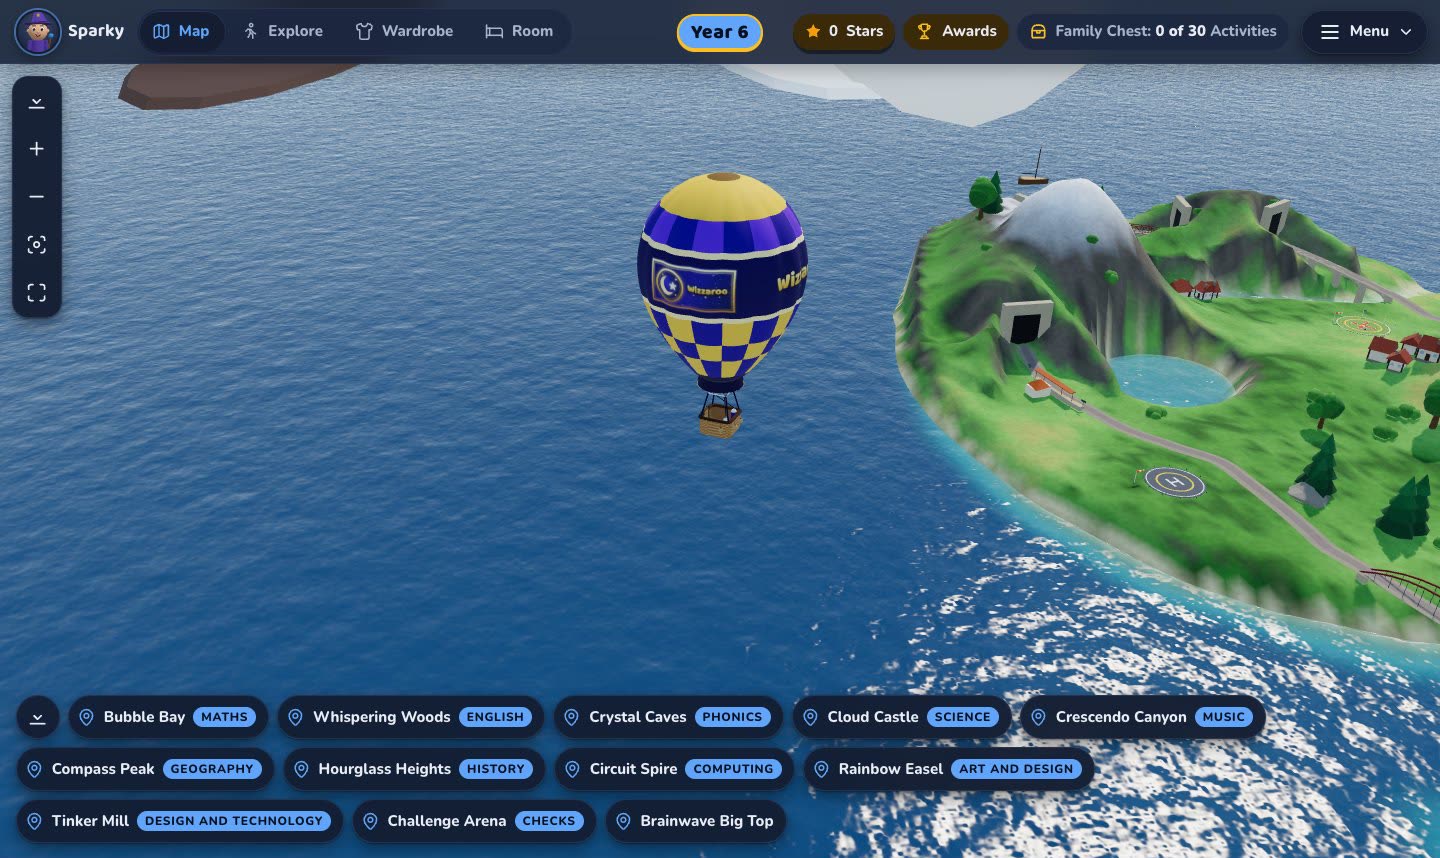 Sparky
Map
Explore
Wardrobe
Room
Year 6
0 Stars
Awards
Family Chest: 0 of 30 Activities
Menu
Wizzaroo
Wizza
H
Bubble Bay MATHS
Whispering Woods ENGLISH
Crystal Caves PHONICS
Cloud Castle SCIENCE
Crescendo Canyon MUSIC
Compass Peak GEOGRAPHY
Hourglass Heights HISTORY
Circuit Spire COMPUTING
Rainbow Easel ART AND DESIGN
Tinker Mill DESIGN AND TECHNOLOGY
Challenge Arena CHECKS
Brainwave Big Top